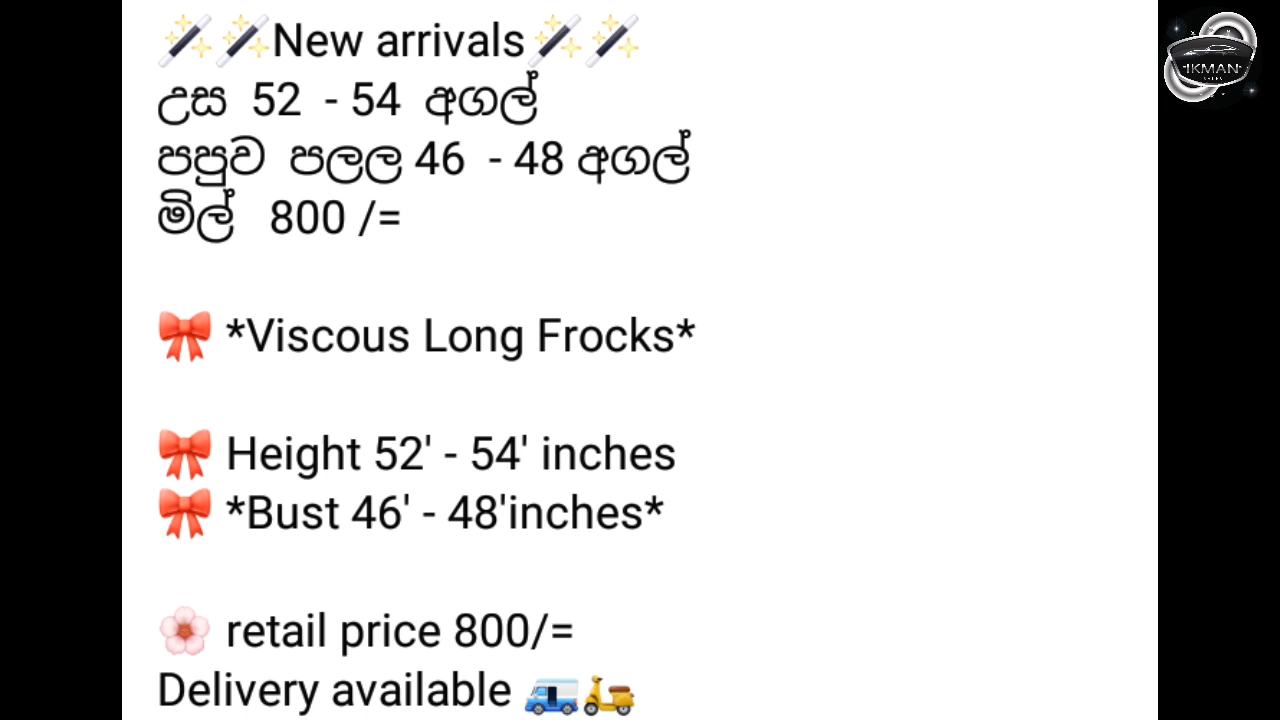 🪄🪄New arrivals🪄🪄
උස 52 - 54 අගල්
පපුව පලල 46 - 48 අගල්
මිල් 800 /=
🎀 *Viscous Long Frocks*
🎀 Height 52' - 54' inches
🎀 *Bust 46' - 48'inches*
🌸 retail price 800/=
Delivery available 🚐🛵
IKMAN